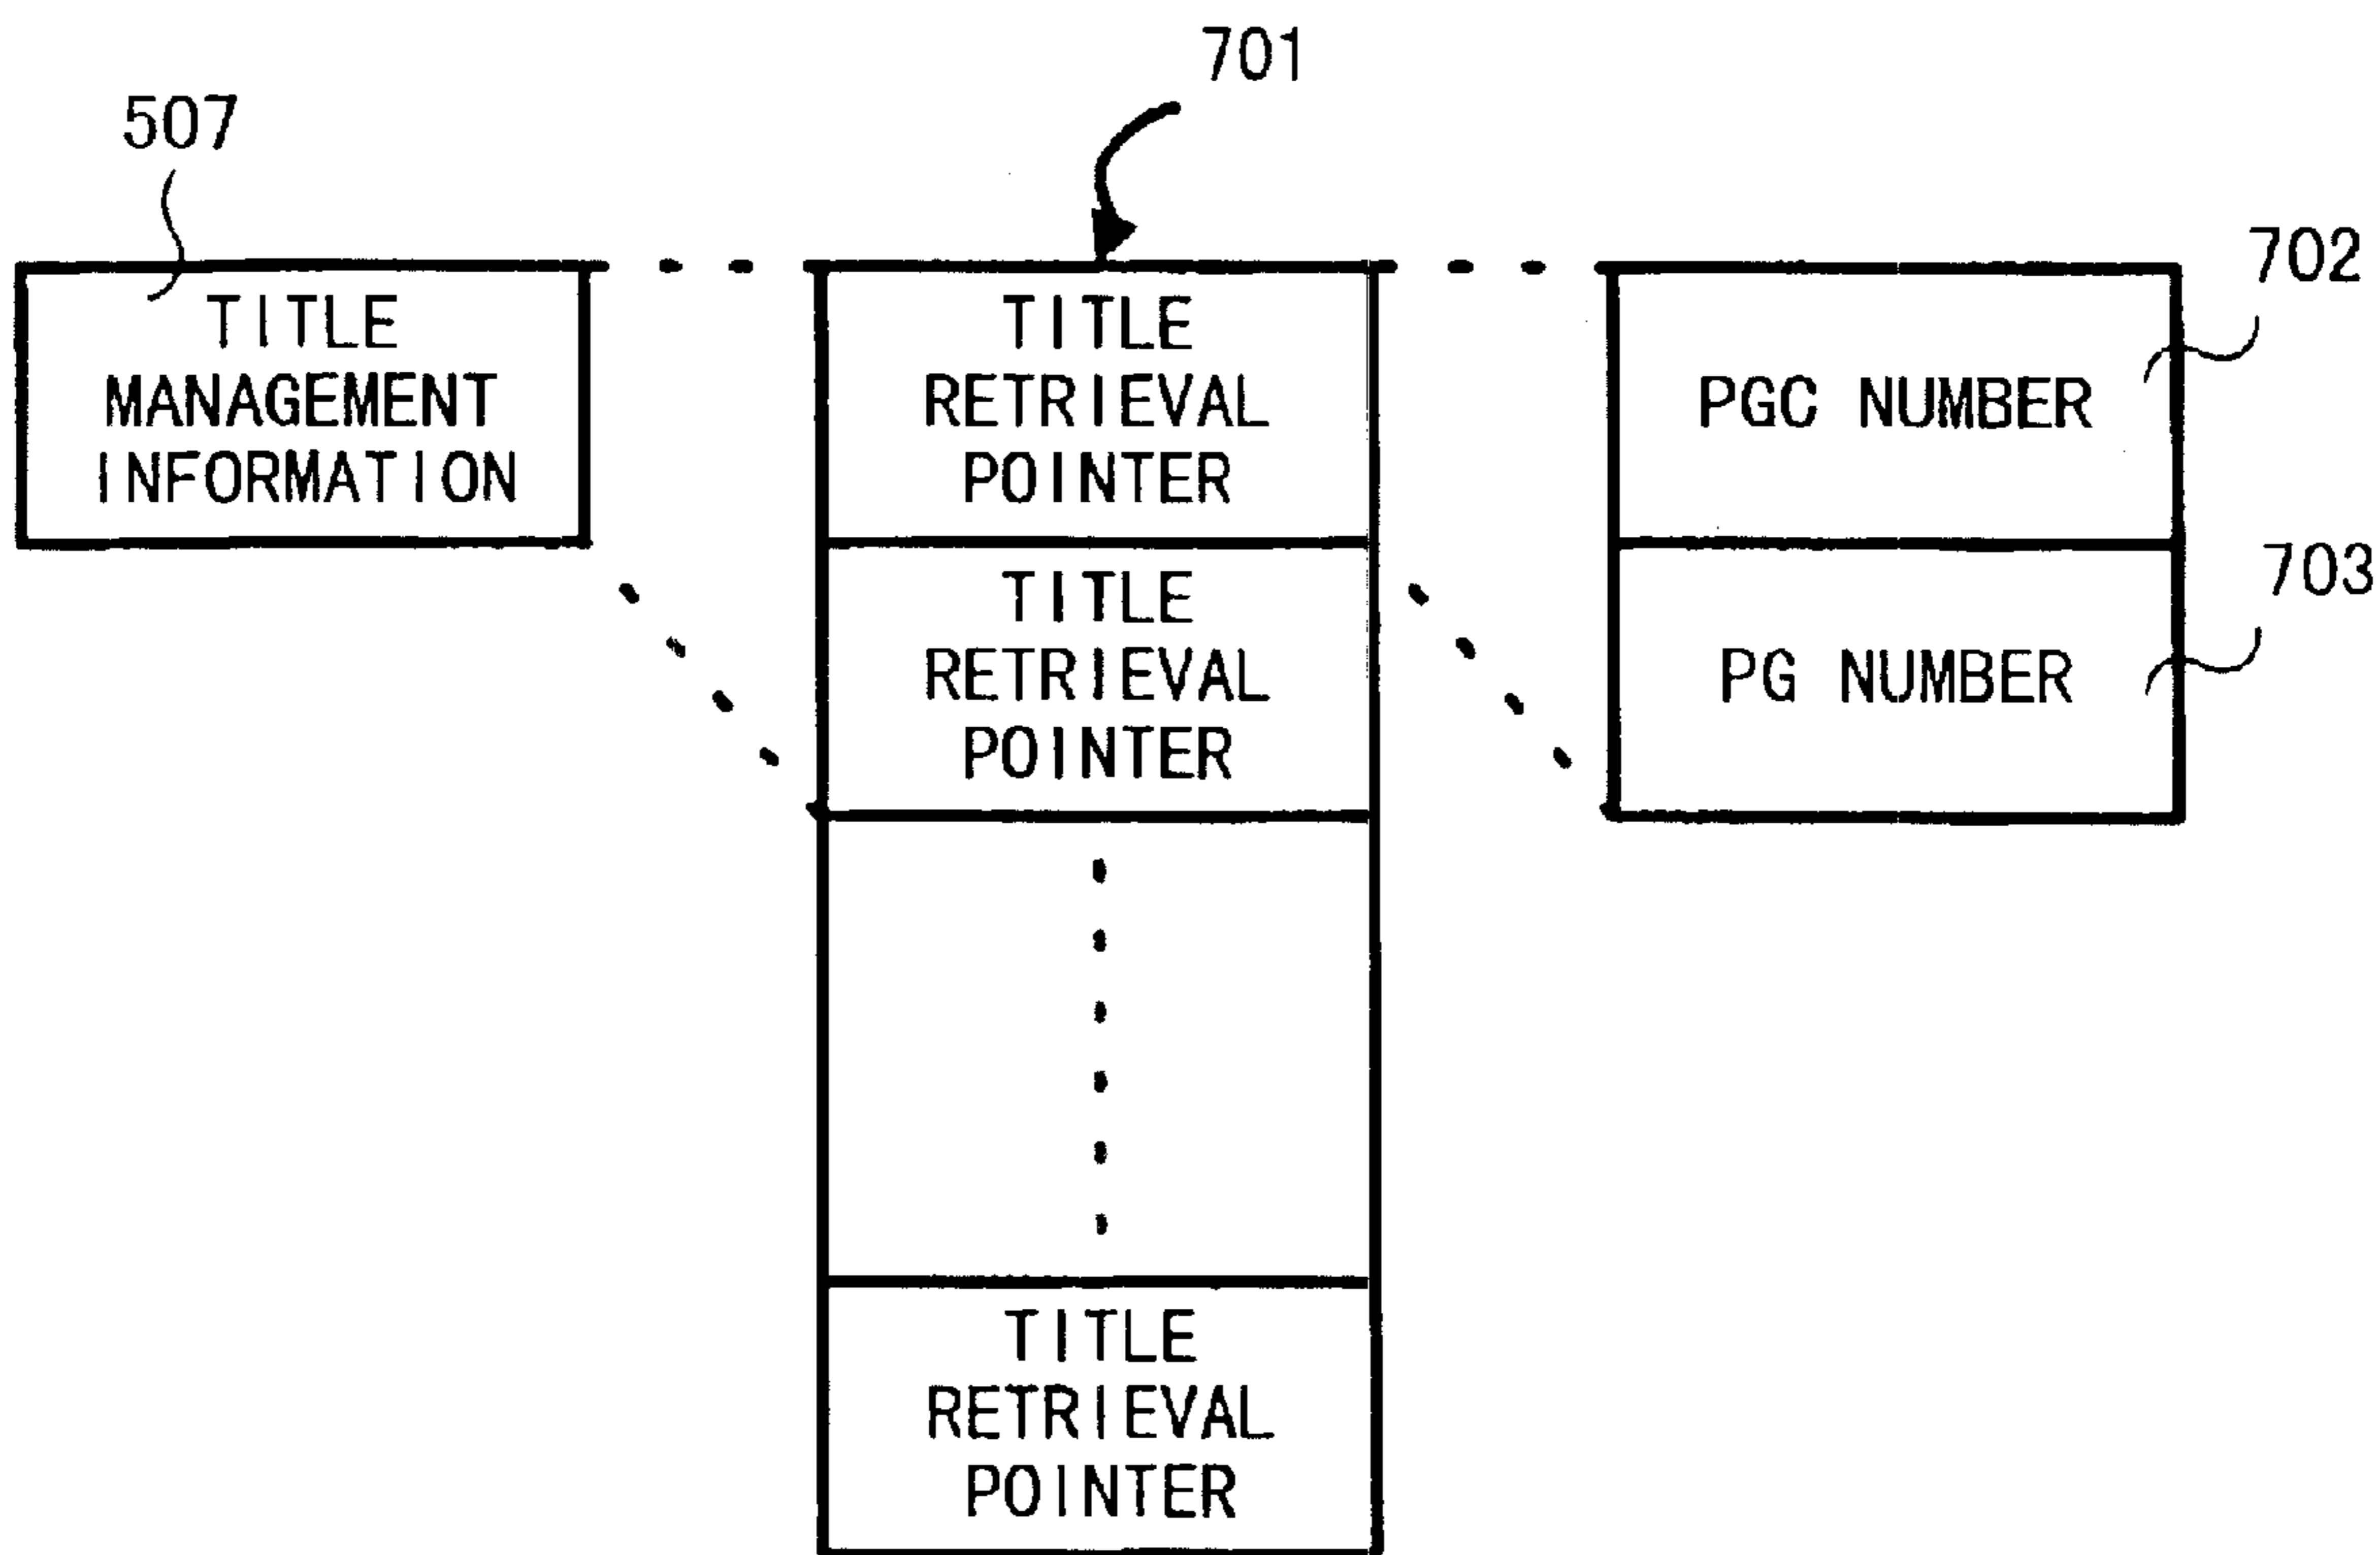 701
507
TITLE
MANAGEMENT
INFORMATION
TITLE
RETRIEVAL
POINTER
TITLE
RETRIEVAL
POINTER
TITLE
RETRIEVAL
POINTER
702
PGC NUMBER
703
PG NUMBER